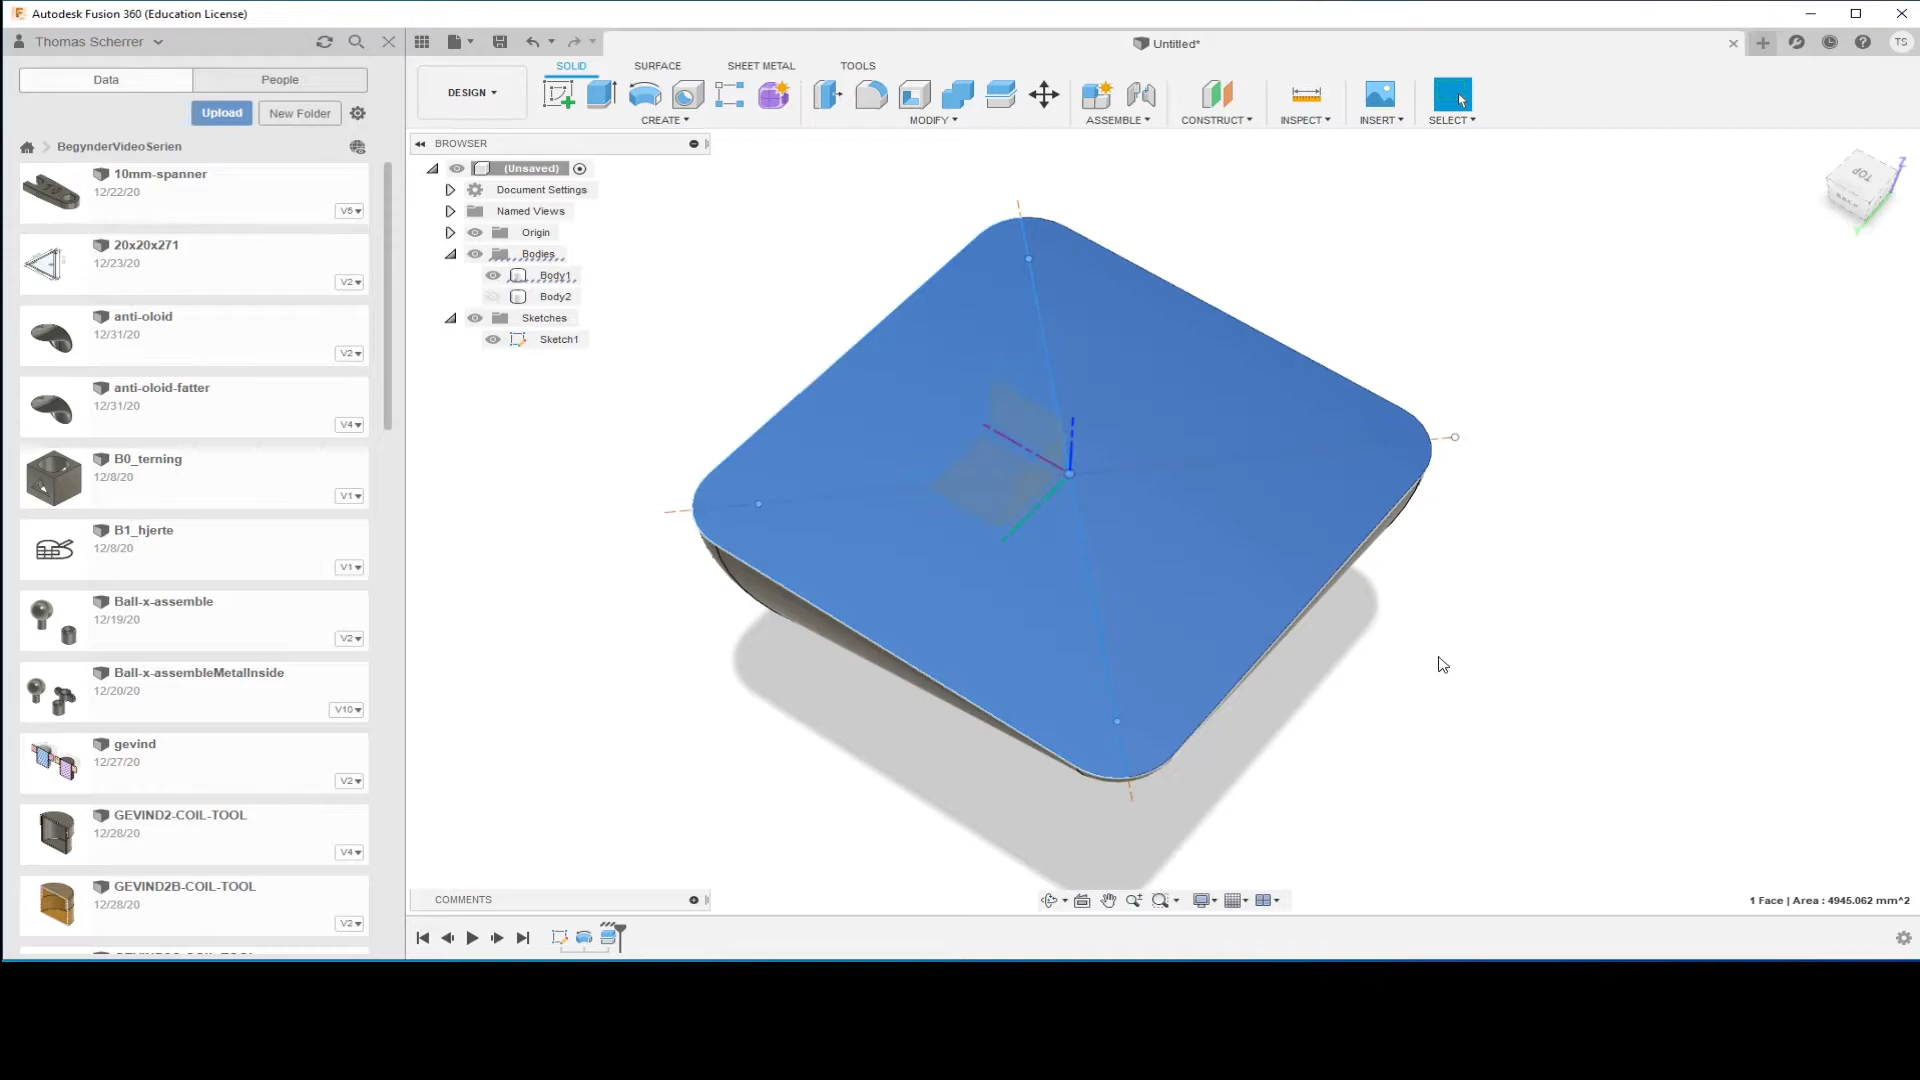 Autodesk Fusion 360 (Education License)
Thomas Scherrer
Untitled*
TS
Data
People
Upload
New Folder
BegynderVideoSerien
10mm-spanner
12/22/20
V5
20x20x271
12/23/20
V2
anti-oloid
12/31/20
V2
anti-oloid-fatter
12/31/20
V4
B0_terning
12/8/20
V1
B1_hjerte
12/8/20
V1
Ball-x-assemble
12/19/20
V2
Ball-x-assembleMetalInside
12/20/20
V10
gevind
12/27/20
V2
GEVIND2-COIL-TOOL
12/28/20
V4
GEVIND2B-COIL-TOOL
12/28/20
V2
DESIGN
SOLID
SURFACE
SHEET METAL
TOOLS
CREATE
MODIFY
ASSEMBLE
CONSTRUCT
INSPECT
INSERT
SELECT
BROWSER
(Unsaved)
Document Settings
Named Views
Origin
Bodies
Body1
Body2
Sketches
Sketch1
TOP
BACK
Z
Y
COMMENTS
1 Face | Area : 4945.062 mm^2